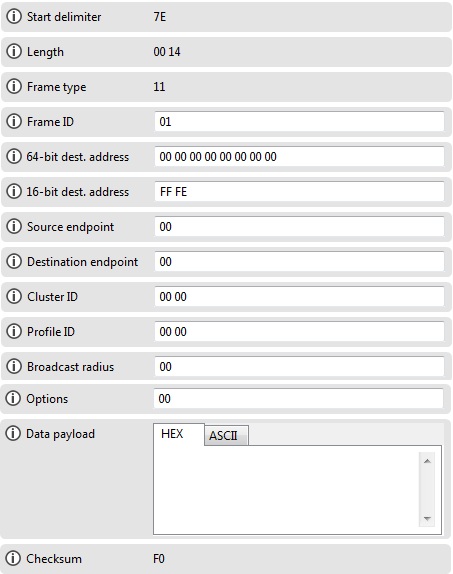 Start delimiter 7E
Length 00 14
Frame type 11
Frame ID 01
64-bit dest. address 00 00 00 00 00 00 00 00
16-bit dest. address FF FE
Source endpoint 00
Destination endpoint 00
Cluster ID 00 00
Profile ID 00 00
Broadcast radius 00
Options 00
Data payload HEX ASCII
Checksum F0